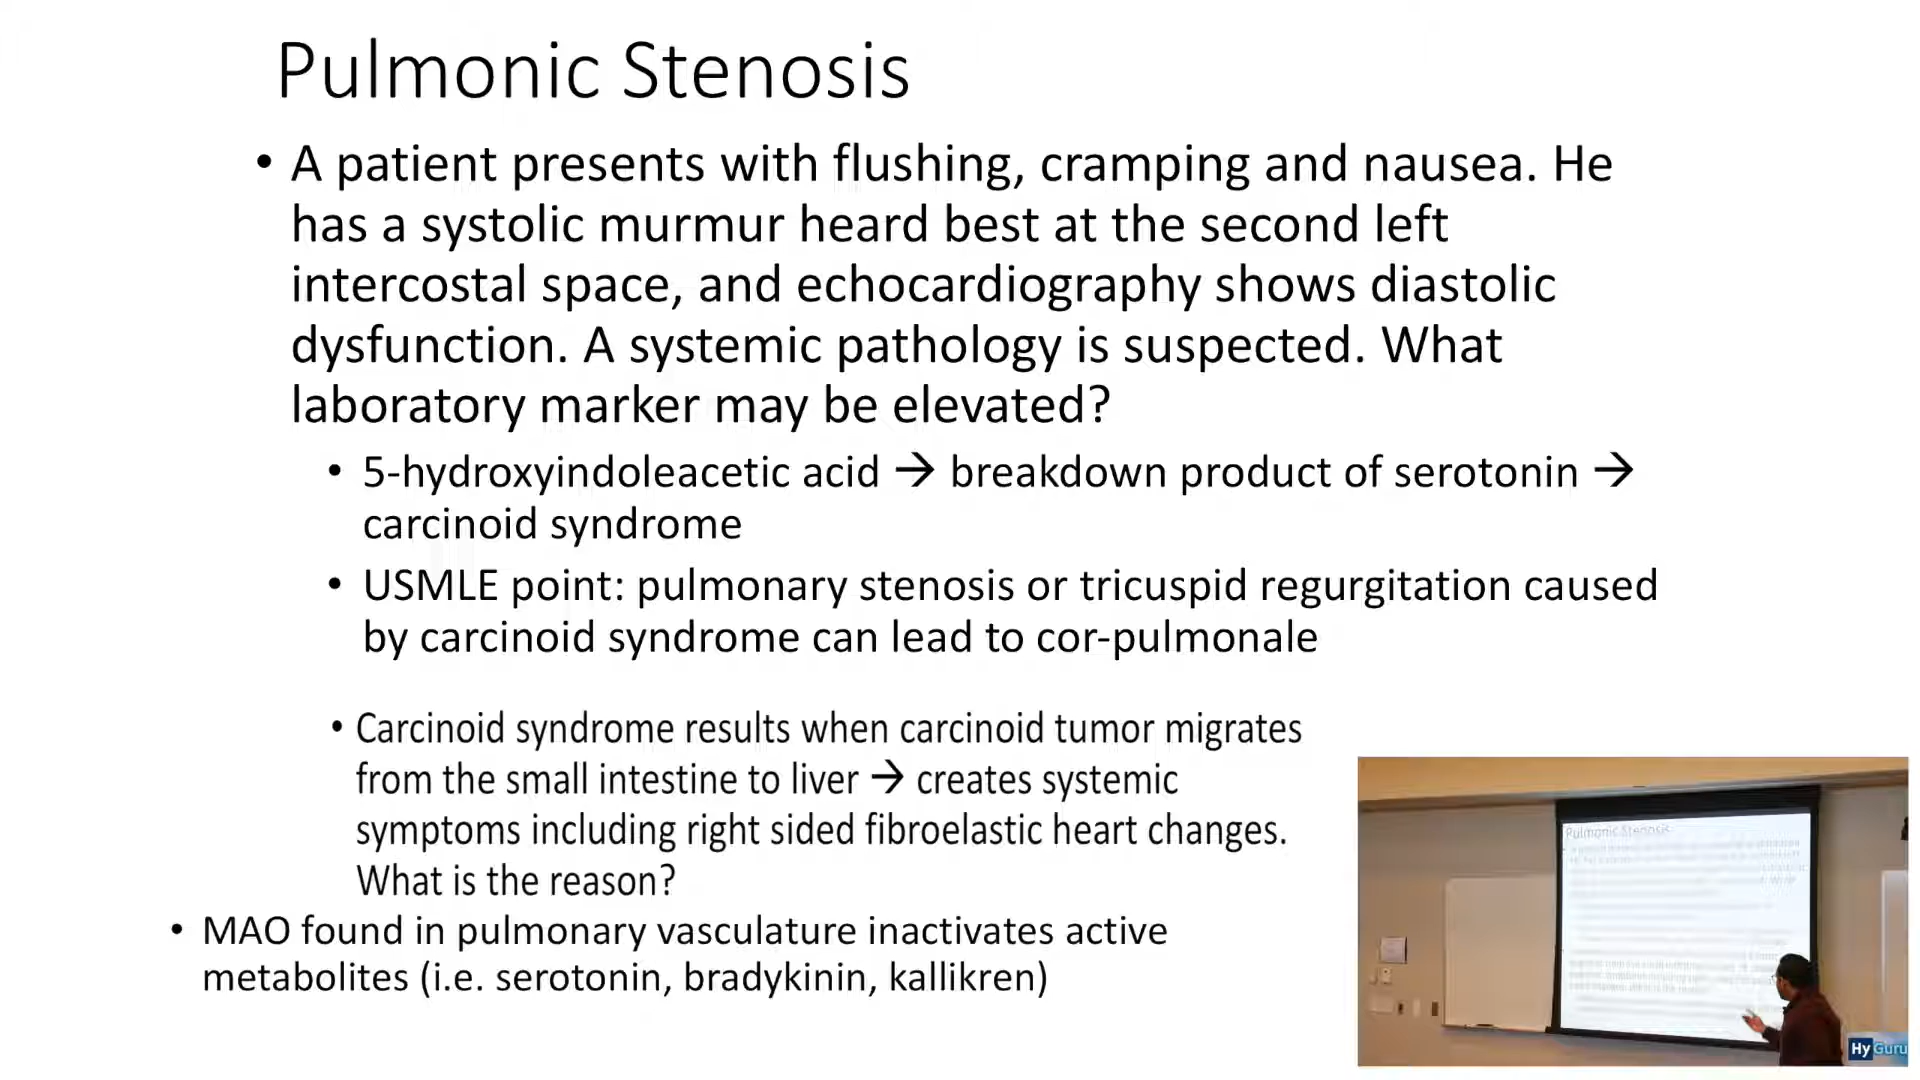 Pulmonic Stenosis
• A patient presents with flushing, cramping and nausea. He
has a systolic murmur heard best at the second left
intercostal space, and echocardiography shows diastolic
dysfunction. A systemic pathology is suspected. What
laboratory marker may be elevated?
• 5-hydroxyindoleacetic acid → breakdown product of serotonin →
carcinoid syndrome
• USMLE point: pulmonary stenosis or tricuspid regurgitation caused
by carcinoid syndrome can lead to cor-pulmonale
• Carcinoid syndrome results when carcinoid tumor migrates
from the small intestine to liver → creates systemic
symptoms including right sided fibroelastic heart changes.
What is the reason?
• MAO found in pulmonary vasculature inactivates active
metabolites (i.e. serotonin, bradykinin, kallikren)
Pulmonic Stenosis
HyGuru